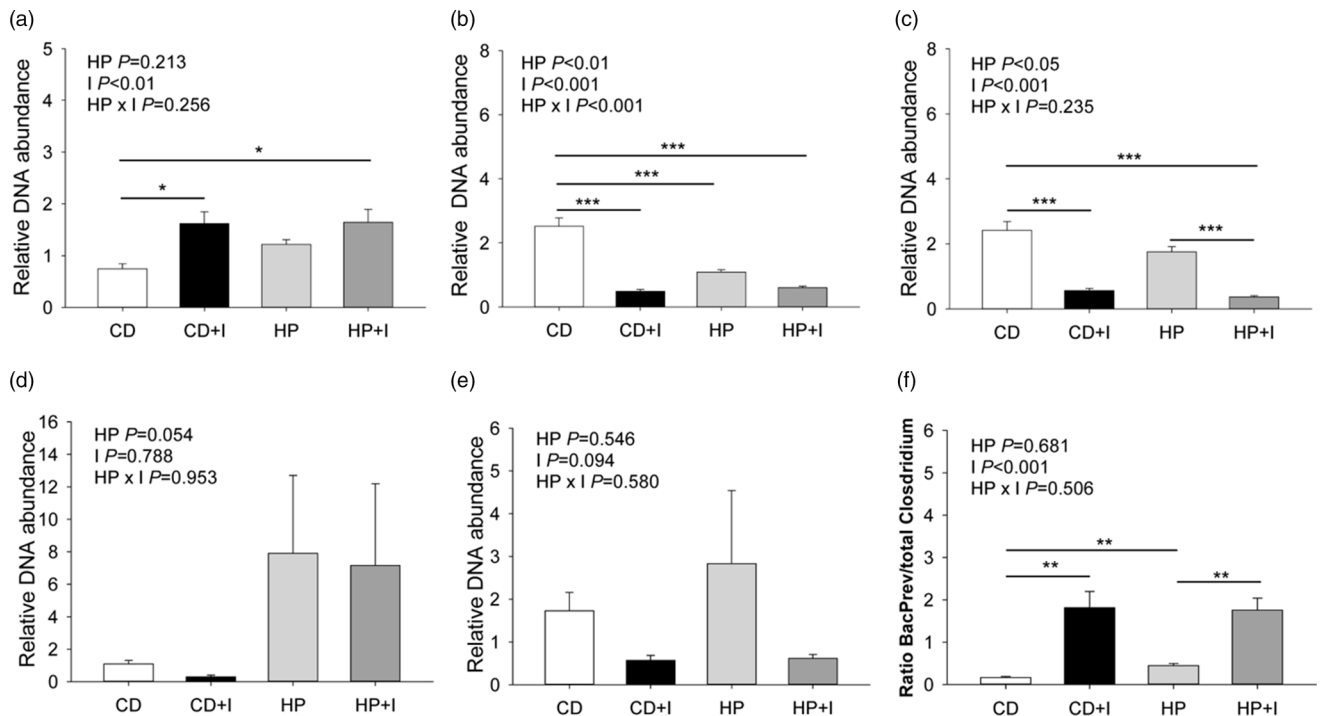 (a)
Relative DNA abundance
5
4
3
2
1
0
HP P=0.213
I P<0.01
HP x I P=0.256
*
*
CD
CD+I
HP
HP+I
(b)
Relative DNA abundance
8
6
4
2
0
HP P<0.01
I P<0.001
HP x I P<0.001
***
***
***
CD
CD+I
HP
HP+I
(c)
Relative DNA abundance
8
6
4
2
0
HP P<0.05
I P<0.001
HP x I P=0.235
***
***
***
CD
CD+I
HP
HP+I
(d)
Relative DNA abundance
16
14
12
10
8
6
4
2
0
HP P=0.054
I P=0.788
HP x I P=0.953
CD
CD+I
HP
HP+I
(e)
Relative DNA abundance
6
5
4
3
2
1
0
HP P=0.546
I P=0.094
HP x I P=0.580
CD
CD+I
HP
HP+I
(f)
Ratio BacPrev/total Closdridium
6
5
4
3
2
1
0
HP P=0.681
I P<0.001
HP x I P=0.506
**
**
**
CD
CD+I
HP
HP+I